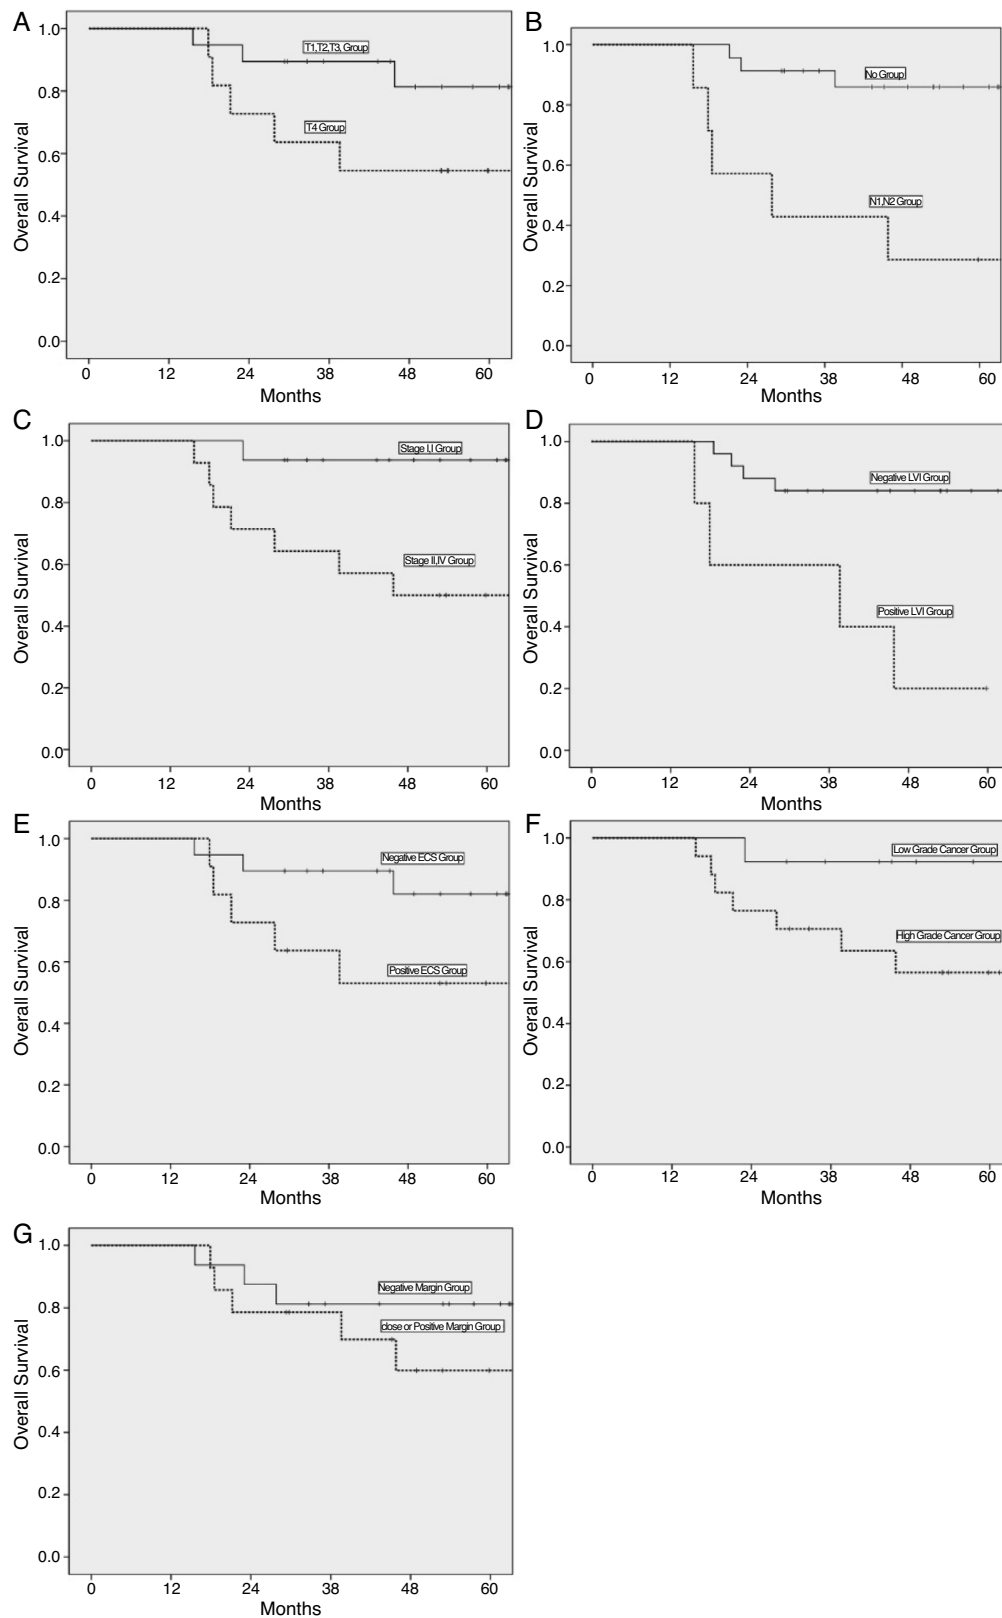 A
1.0
0.8
0.6
0.4
0.2
0.0
Overall Survival
T1,T2,T3, Group
T4 Group
0 12 24 38 48 60
Months
B
1.0
0.8
0.6
0.4
0.2
0.0
Overall Survival
No Group
N1,N2 Group
0 12 24 38 48 60
Months
C
1.0
0.8
0.6
0.4
0.2
0.0
Overall Survival
Stage I,I Group
Stage II,IV Group
0 12 24 38 48 60
Months
D
1.0
0.8
0.6
0.4
0.2
0.0
Overall Survival
Negative LVI Group
Positive LVI Group
0 12 24 38 48 60
Months
E
1.0
0.8
0.6
0.4
0.2
0.0
Overall Survival
Negative ECS Group
Positive ECS Group
0 12 24 38 48 60
Months
F
1.0
0.8
0.6
0.4
0.2
0.0
Overall Survival
Low Grade Cancer Group
High Grade Cancer Group
0 12 24 38 48 60
Months
G
1.0
0.8
0.6
0.4
0.2
0.0
Overall Survival
Negative Margin Group
close or Positive Margin Group
0 12 24 38 48 60
Months